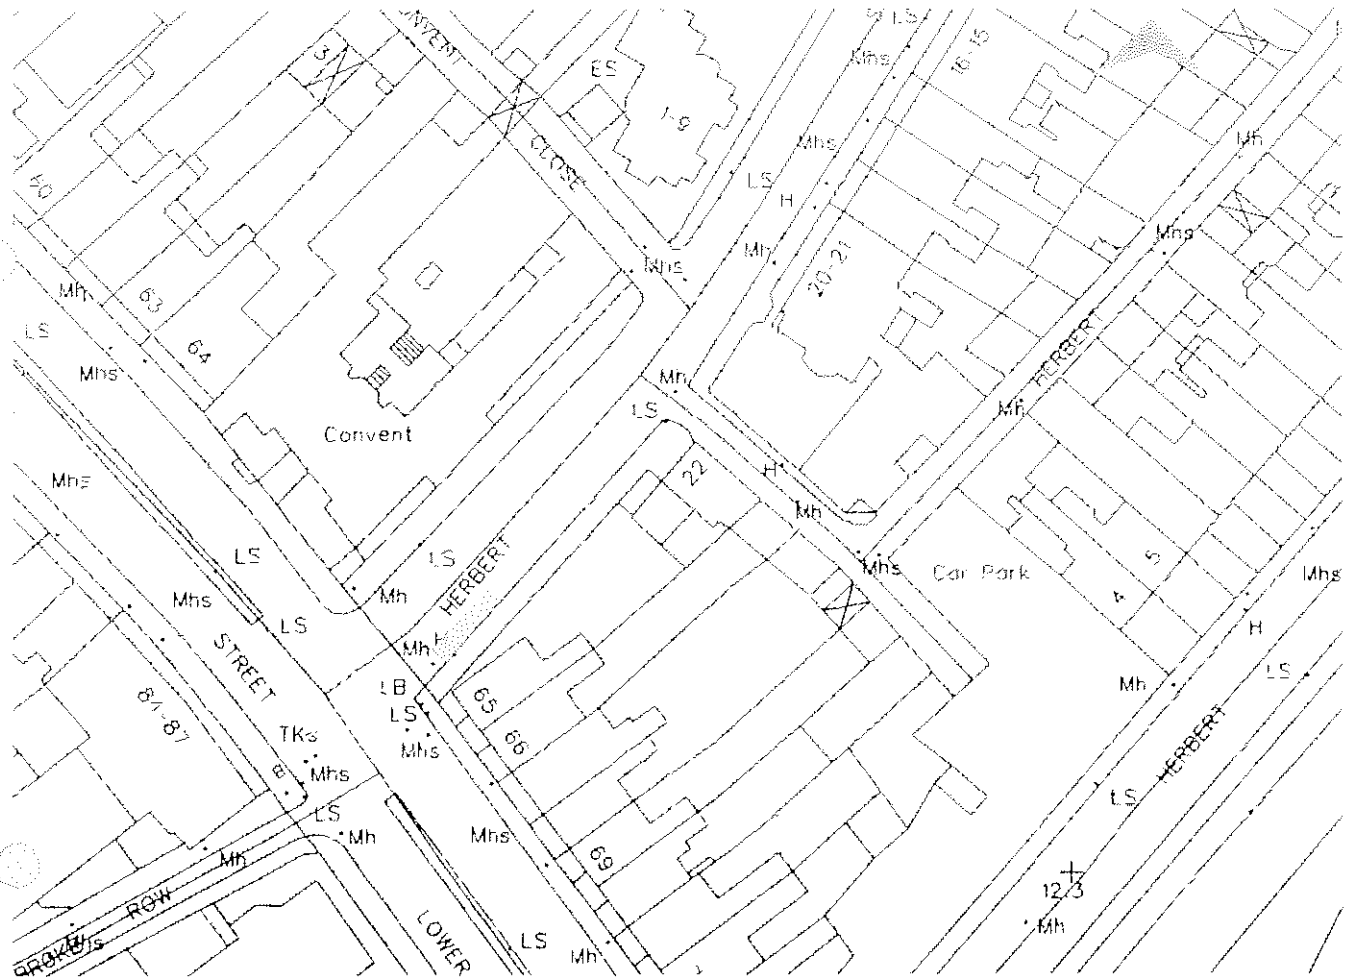 LS
Mhs
16-15
3
ES
1-9
CLOSE
Mhs
Mh
LS
H
40
Mhs
Mh
20-21
Mhs
Mh
63
LS
64
HERBERT
Mhs
Mh
Mh
LS
Convent
22
H
Mh
LS
LS
HERBERT
Mhs
Car Park
5
Mhs
Mhs
Mh
4
LS
H
STREET
Mh
LS
Mh
LB
65
84-87
LS
66
TKs
Mhs
HERBERT
Mhs
LS
LS
Mh
Mhs
Mh
69
12.3
ROW
LOWER
LS
Mh
Mh
Mhs